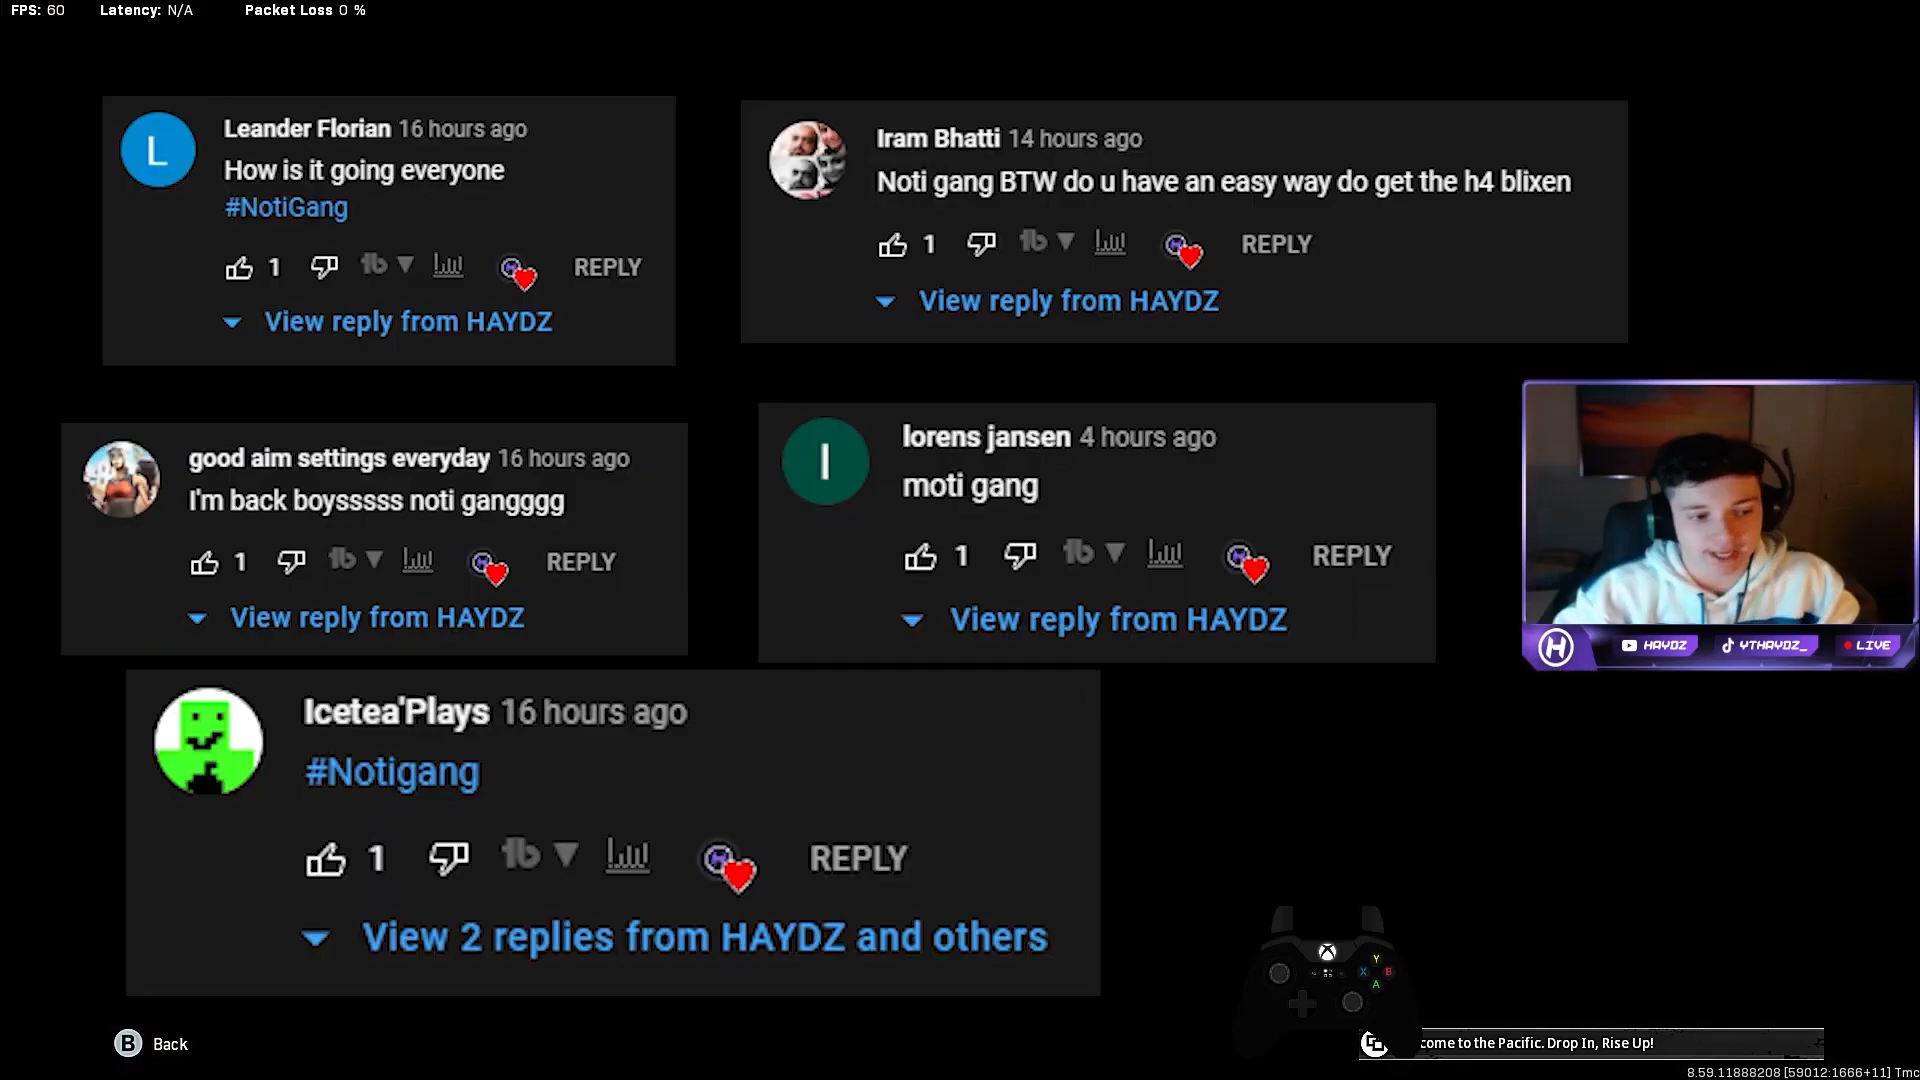 FPS: 60 Latency: N/A Packet Loss 0 %
L
Leander Florian 16 hours ago
How is it going everyone
#NotiGang
1 REPLY
View reply from HAYDZ
Iram Bhatti 14 hours ago
Noti gang BTW do u have an easy way do get the h4 blixen
1 REPLY
View reply from HAYDZ
good aim settings everyday 16 hours ago
I'm back boysssss noti gangggg
1 REPLY
View reply from HAYDZ
l
lorens jansen 4 hours ago
moti gang
1 REPLY
View reply from HAYDZ
H HAYDZ YTHAYDZ_ LIVE
Icetea'Plays 16 hours ago
#Notigang
1 REPLY
View 2 replies from HAYDZ and others
Y
X B
A
B Back
come to the Pacific. Drop In, Rise Up!
8.59.11888208 [59012:1666+11] Tmc